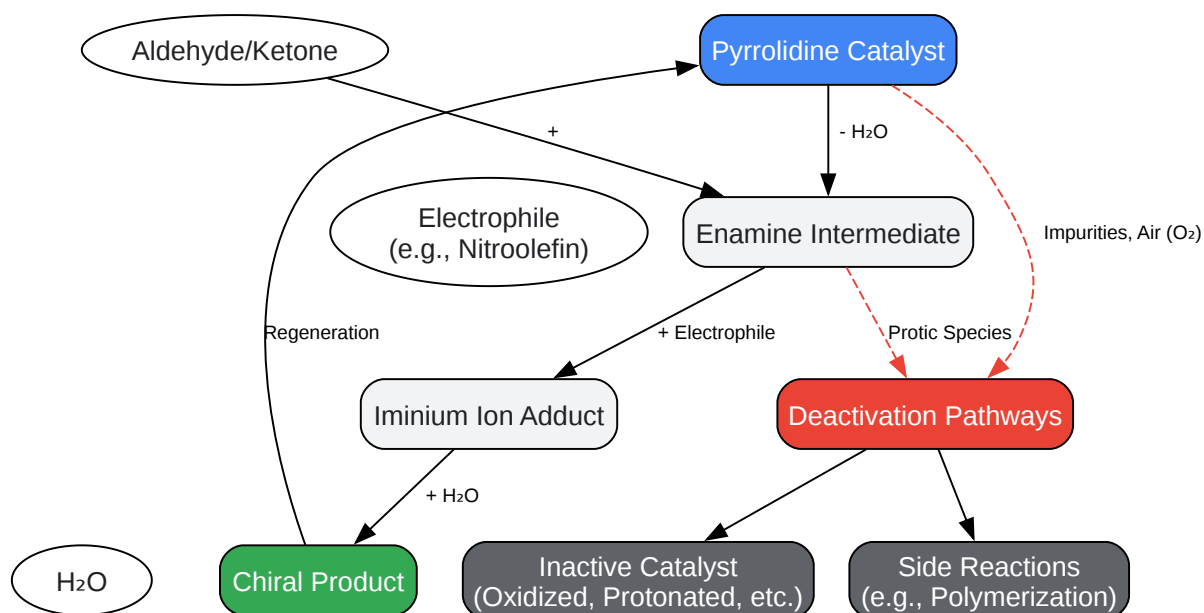 Aldehyde/Ketone
Pyrrolidine Catalyst
+
- H₂O
Electrophile
(e.g., Nitroolefin)
Enamine Intermediate
Impurities, Air (O₂)
Regeneration
+ Electrophile
Protic Species
Iminium Ion Adduct
Deactivation Pathways
+ H₂O
H₂O
Chiral Product
Inactive Catalyst
(Oxidized, Protonated, etc.)
Side Reactions
(e.g., Polymerization)